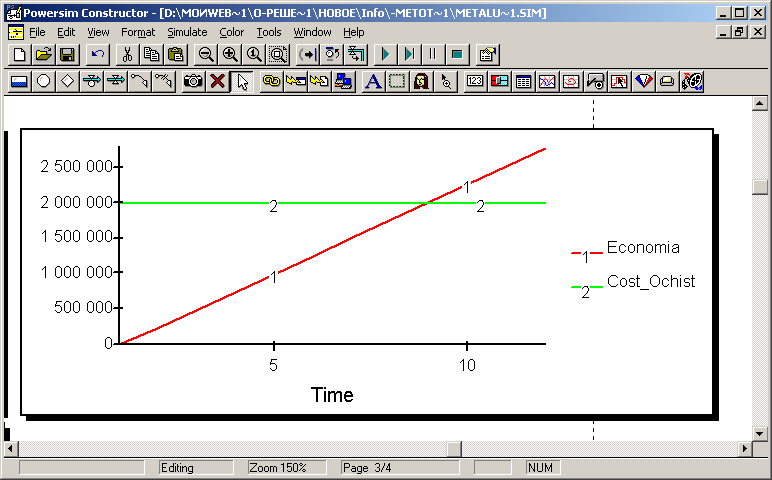 Powersim Constructor - [D:\МОИWEB~1\О-РЕШЕ~1\НОВОЕ\Info\-METOT~1\METALU~1.SIM]
File Edit View Format Simulate Color Tools Window Help
123
2 500 000
2 000 000
1 500 000
1 000 000
500 000
0
1
2
1
2
5
10
Time
1 Economia
2 Cost_Ochist
Editing Zoom 150% Page 3/4 NUM